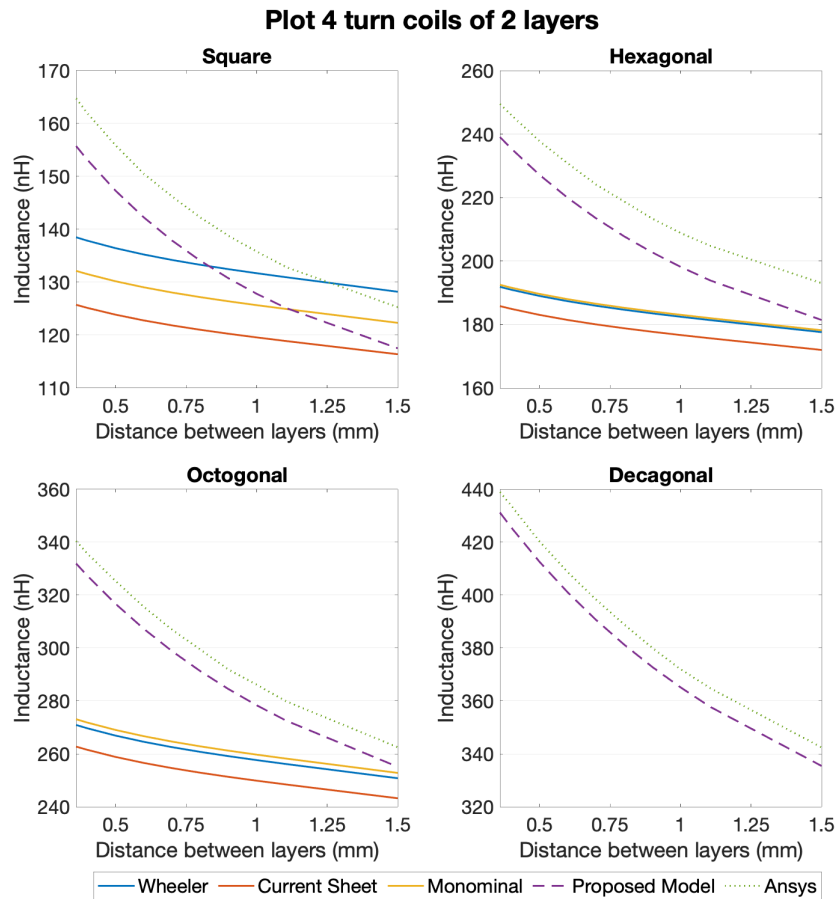 Plot 4 turn coils of 2 layers
Square
170
160
150
140
130
120
110
Inductance (nH)
0.5 0.75 1 1.25 1.5
Distance between layers (mm)
Hexagonal
260
240
220
200
180
160
Inductance (nH)
0.5 0.75 1 1.25 1.5
Distance between layers (mm)
Octogonal
360
340
320
300
280
260
240
Inductance (nH)
0.5 0.75 1 1.25 1.5
Distance between layers (mm)
Decagonal
440
420
400
380
360
340
320
Inductance (nH)
0.5 0.75 1 1.25 1.5
Distance between layers (mm)
Wheeler Current Sheet Monominal Proposed Model Ansys